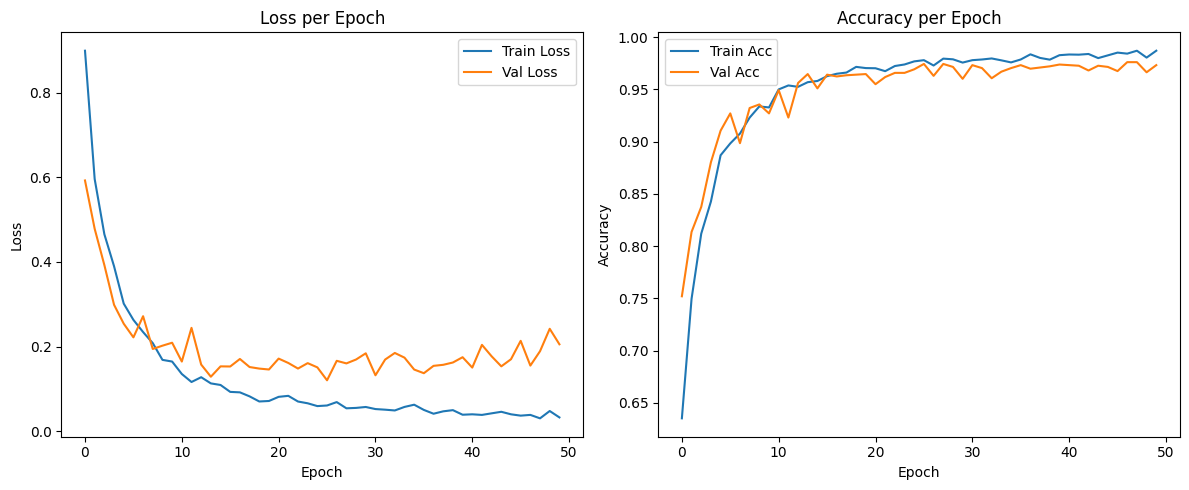 Loss per Epoch
Train Loss
Val Loss
0.8
0.6
0.4
0.2
0.0
Loss
0 10 20 30 40 50
Epoch
Accuracy per Epoch
Train Acc
Val Acc
1.00
0.95
0.90
0.85
0.80
0.75
0.70
0.65
Accuracy
0 10 20 30 40 50
Epoch